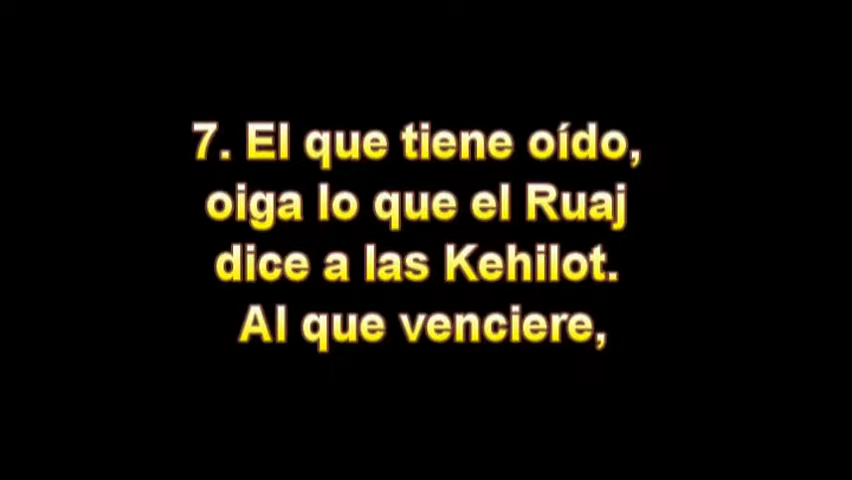 7. El que tiene oído,
oiga lo que el Ruaj
dice a las Kehilot.
Al que venciere,